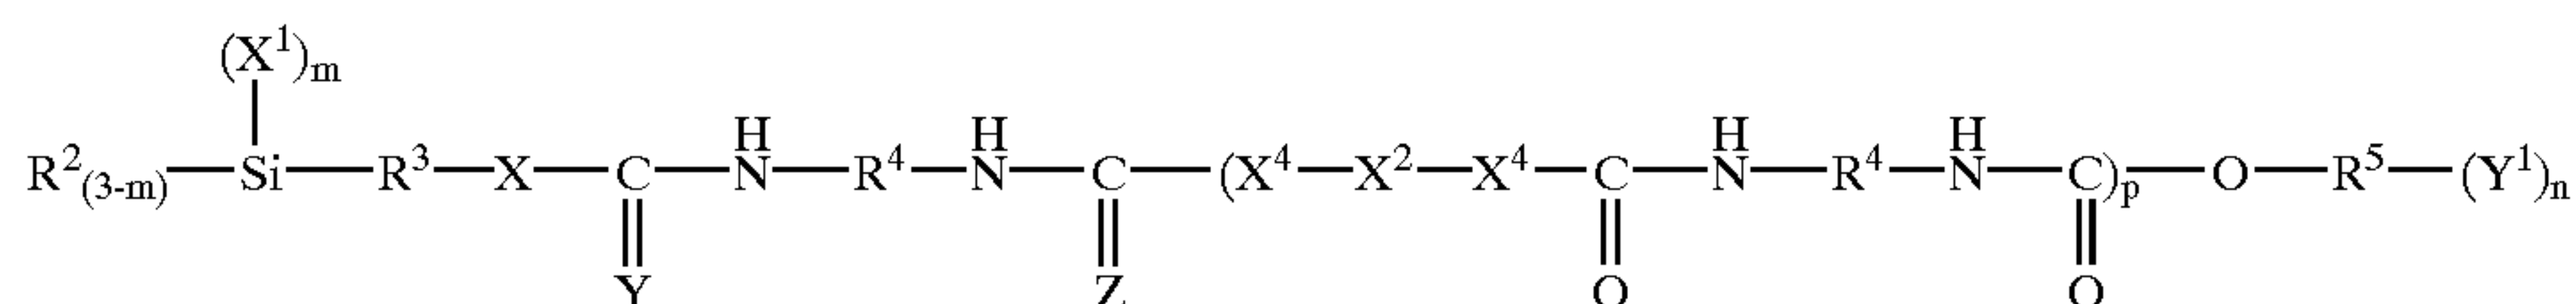 (X¹)ₘ
H H H H
R²₍₃₋ₘ₎—Si—R³—X—C—N—R⁴—N—C—(X⁴—X²—X⁴—C—N—R⁴—N—C)ₚ—O—R⁵—(Y¹)ₙ
Y Z O O